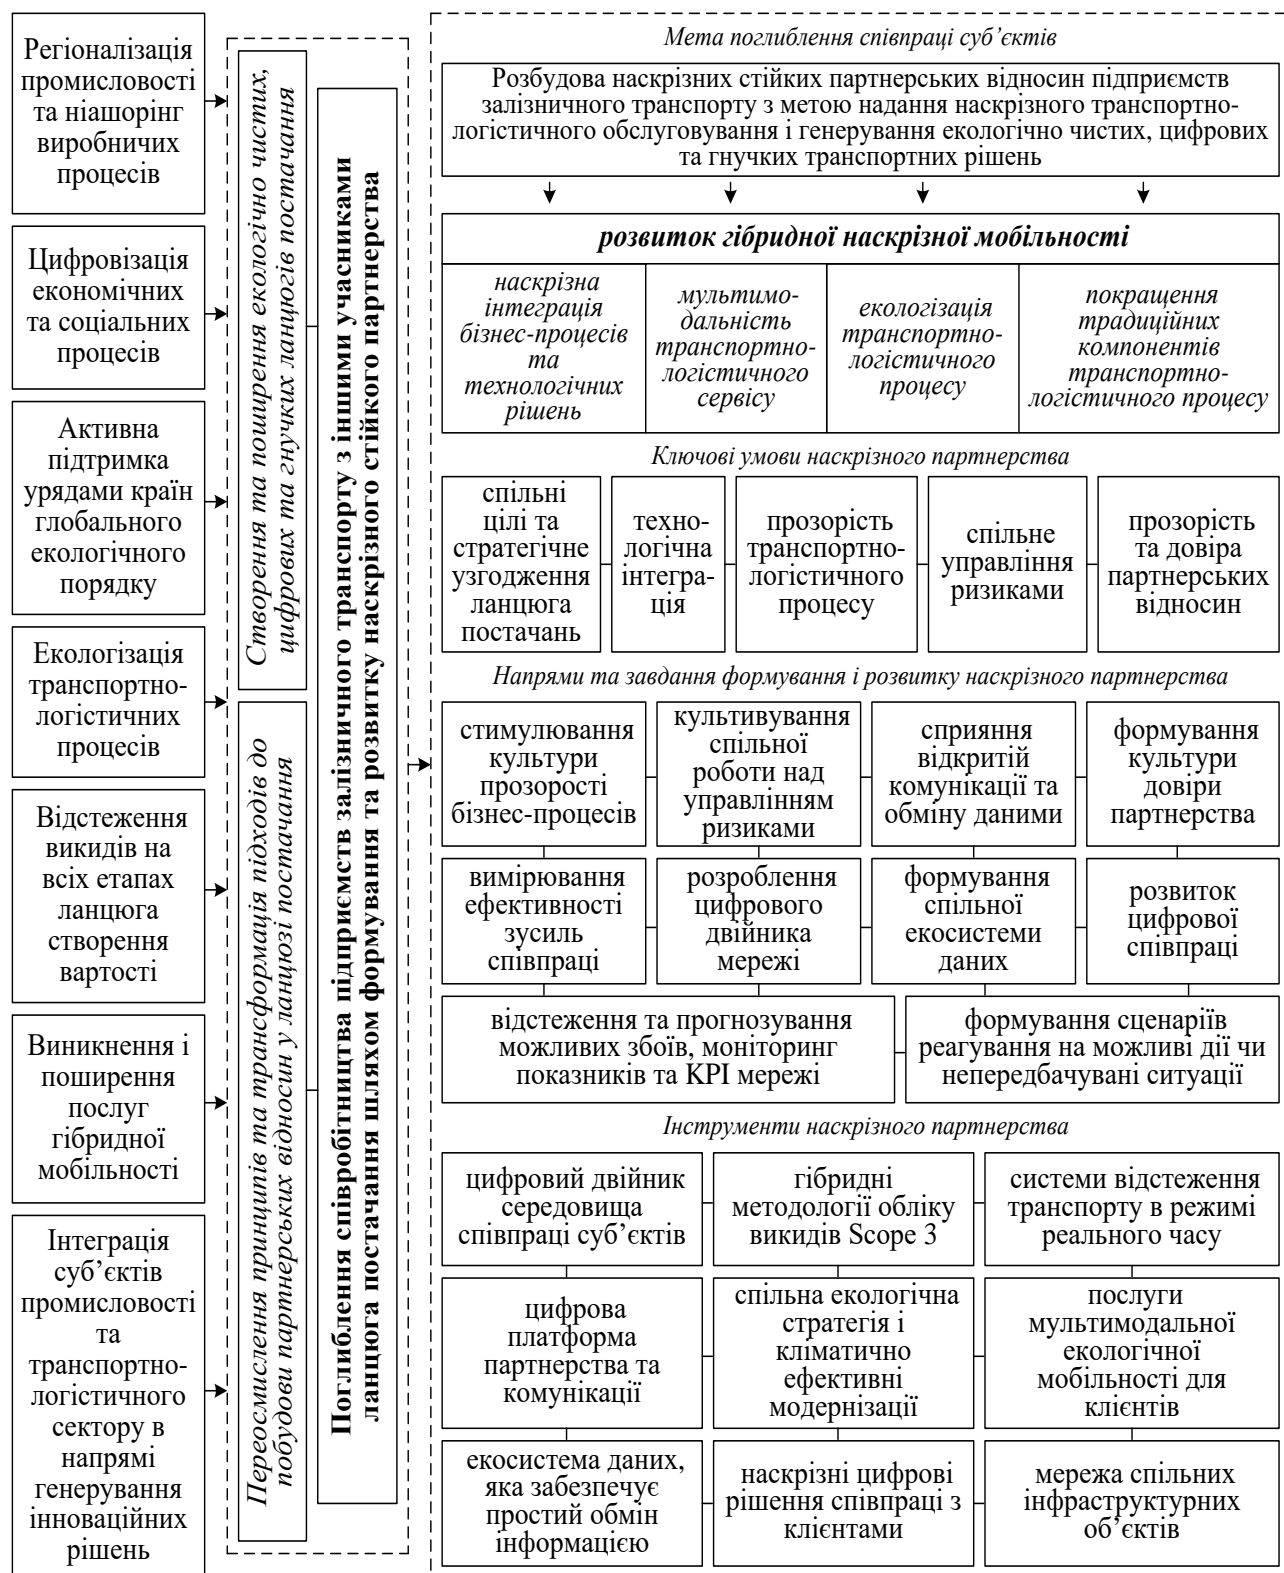 Регіоналізація
промисловості
та ніашорінг
виробничих
процесів
Цифровізація
економічних
та соціальних
процесів
Активна
підтримка
урядами країн
глобального
екологічного
порядку
Екологізація
транспортно-
логістичних
процесів
Відстеження
викидів на
всіх етапах
ланцюга
створення
вартості
Виникнення і
поширення
послуг
гібридної
мобільності
Інтеграція
суб’єктів
промисловості
та
транспортно-
логістичного
сектору в
напрямі
генерування
інноваційних
рішень
Створення та поширення екологічно чистих,
цифрових та гнучких ланцюгів постачання
Переосмислення принципів та трансформація підходів до
побудови партнерських відносин у ланцюзі постачання
Поглиблення співробітництва підприємств залізничного транспорту з іншими учасниками
ланцюга постачання шляхом формування та розвитку наскрізного стійкого партнерства
Мета поглиблення співпраці суб’єктів
Розбудова наскрізних стійких партнерських відносин підприємств
залізничного транспорту з метою надання наскрізного транспортно-
логістичного обслуговування і генерування екологічно чистих, цифрових
та гнучких транспортних рішень
розвиток гібридної наскрізної мобільності
наскрізна
інтеграція
бізнес-процесів
та
технологічних
рішень
мультимо-
дальність
транспортно-
логістичного
сервісу
екологізація
транспортно-
логістичного
процесу
покращення
традиційних
компонентів
транспортно-
логістичного процесу
Ключові умови наскрізного партнерства
спільні
цілі та
стратегічне
узгодження
ланцюга
постачань
техно-
логічна
інтегра-
ція
прозорість
транспортно-
логістичного
процесу
спільне
управління
ризиками
прозорість
та довіра
партнерських
відносин
Напрями та завдання формування і розвитку наскрізного партнерства
стимулювання
культури
прозорості
бізнес-процесів
культивування
спільної
роботи над
управлінням
ризиками
сприяння
відкритій
комунікації та
обміну даними
формування
культури
довіри
партнерства
вимірювання
ефективності
зусиль
співпраці
розроблення
цифрового
двійника
мережі
формування
спільної
екосистеми
даних
розвиток
цифрової
співпраці
відстеження та прогнозування
можливих збоїв, моніторинг
показників та KPI мережі
формування сценаріїв
реагування на можливі дії чи
непередбачувані ситуації
Інструменти наскрізного партнерства
цифровий двійник
середовища
співпраці суб’єктів
гібридні
методології обліку
викидів Scope 3
системи відстеження
транспорту в режимі
реального часу
цифрова
платформа
партнерства та
комунікації
спільна екологічна
стратегія і
кліматично
ефективні
модернізації
послуги
мультимодальної
екологічної
мобільності для
клієнтів
екосистема даних,
яка забезпечує
простий обмін
інформацією
наскрізні цифрові
рішення співпраці з
клієнтами
мережа спільних
інфраструктурних
об’єктів